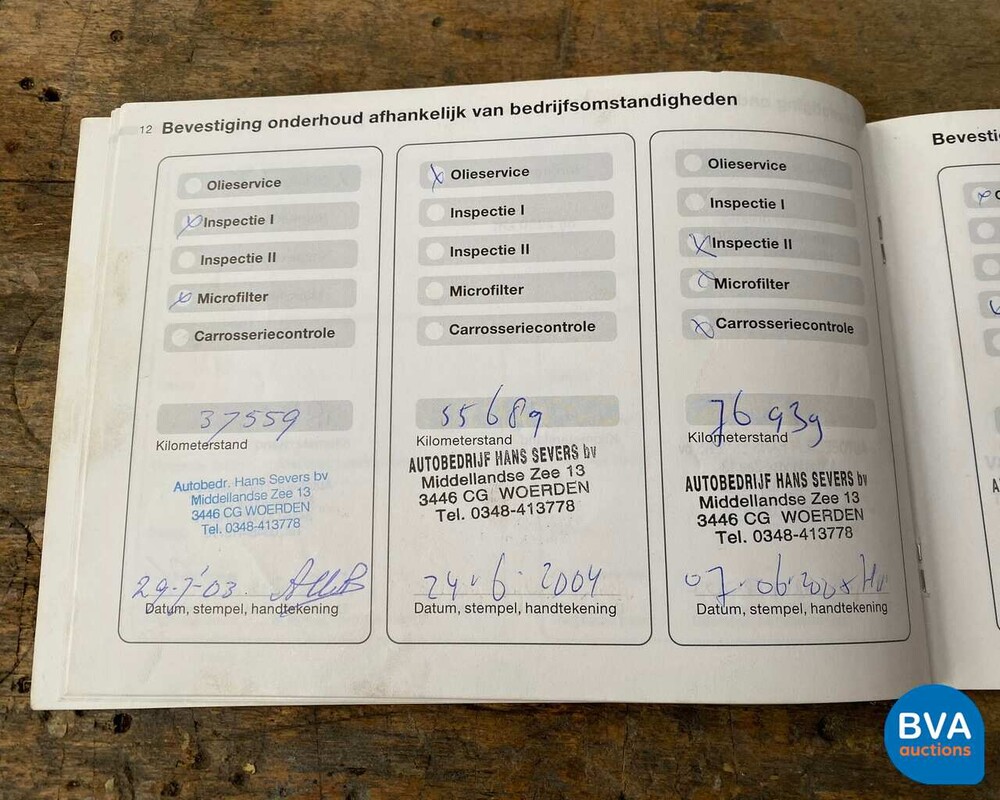 12 Bevestiging onderhoud afhankelijk van bedrijfsomstandigheden
Olieservice
Inspectie I
Inspectie II
Microfilter
Carrosseriecontrole
37559
Kilometerstand
Autobedr. Hans Severs bv
Middellandse Zee 13
3446 CG WOERDEN
Tel. 0348-413778
29-7-03
Datum, stempel, handtekening
Olieservice
Inspectie I
Inspectie II
Microfilter
Carrosseriecontrole
55689
Kilometerstand
AUTOBEDRIJF HANS SEVERS bv
Middellandse Zee 13
3446 CG WOERDEN
Tel. 0348-413778
24.6.2004
Datum, stempel, handtekening
Olieservice
Inspectie I
Inspectie II
Microfilter
Carrosseriecontrole
76939
Kilometerstand
AUTOBEDRIJF HANS SEVERS bv
Middellandse Zee 13
3446 CG WOERDEN
Tel. 0348-413778
Datum, stempel, handtekening
Bevesti
BVA
auctions